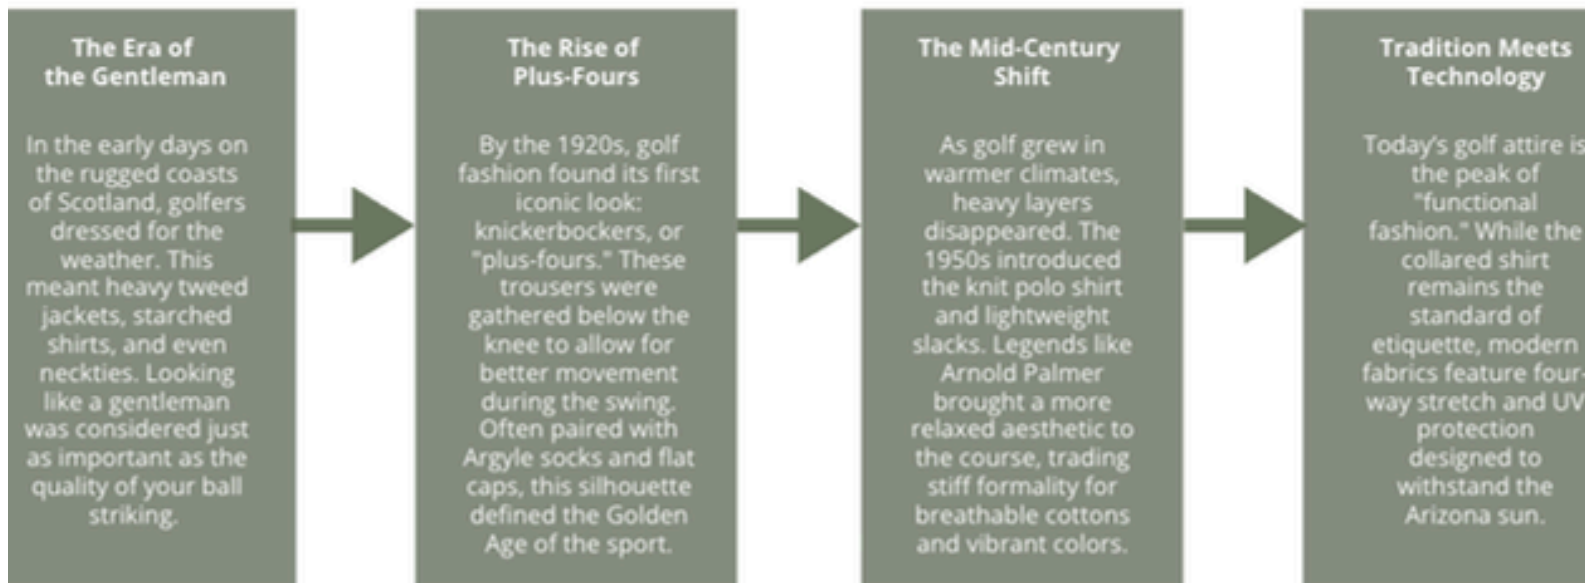 The Era of
the Gentleman
In the early days on
the rugged coasts
of Scotland, golfers
dressed for the
weather. This
meant heavy tweed
jackets, starched
shirts, and even
neckties. Looking
like a gentleman
was considered just
as important as the
quality of your ball
striking.
The Rise of
Plus-Fours
By the 1920s, golf
fashion found its first
iconic look:
knickerbockers, or
"plus-fours." These
trousers were
gathered below the
knee to allow for
better movement
during the swing.
Often paired with
Argyle socks and flat
caps, this silhouette
defined the Golden
Age of the sport.
The Mid-Century
Shift
As golf grew in
warmer climates,
heavy layers
disappeared. The
1950s introduced
the knit polo shirt
and lightweight
slacks. Legends like
Arnold Palmer
brought a more
relaxed aesthetic to
the course, trading
stiff formality for
breathable cottons
and vibrant colors.
Tradition Meets
Technology
Today's golf attire is
the peak of
"functional
fashion." While the
collared shirt
remains the
standard of
etiquette, modern
fabrics feature four-
way stretch and UV
protection
designed to
withstand the
Arizona sun.